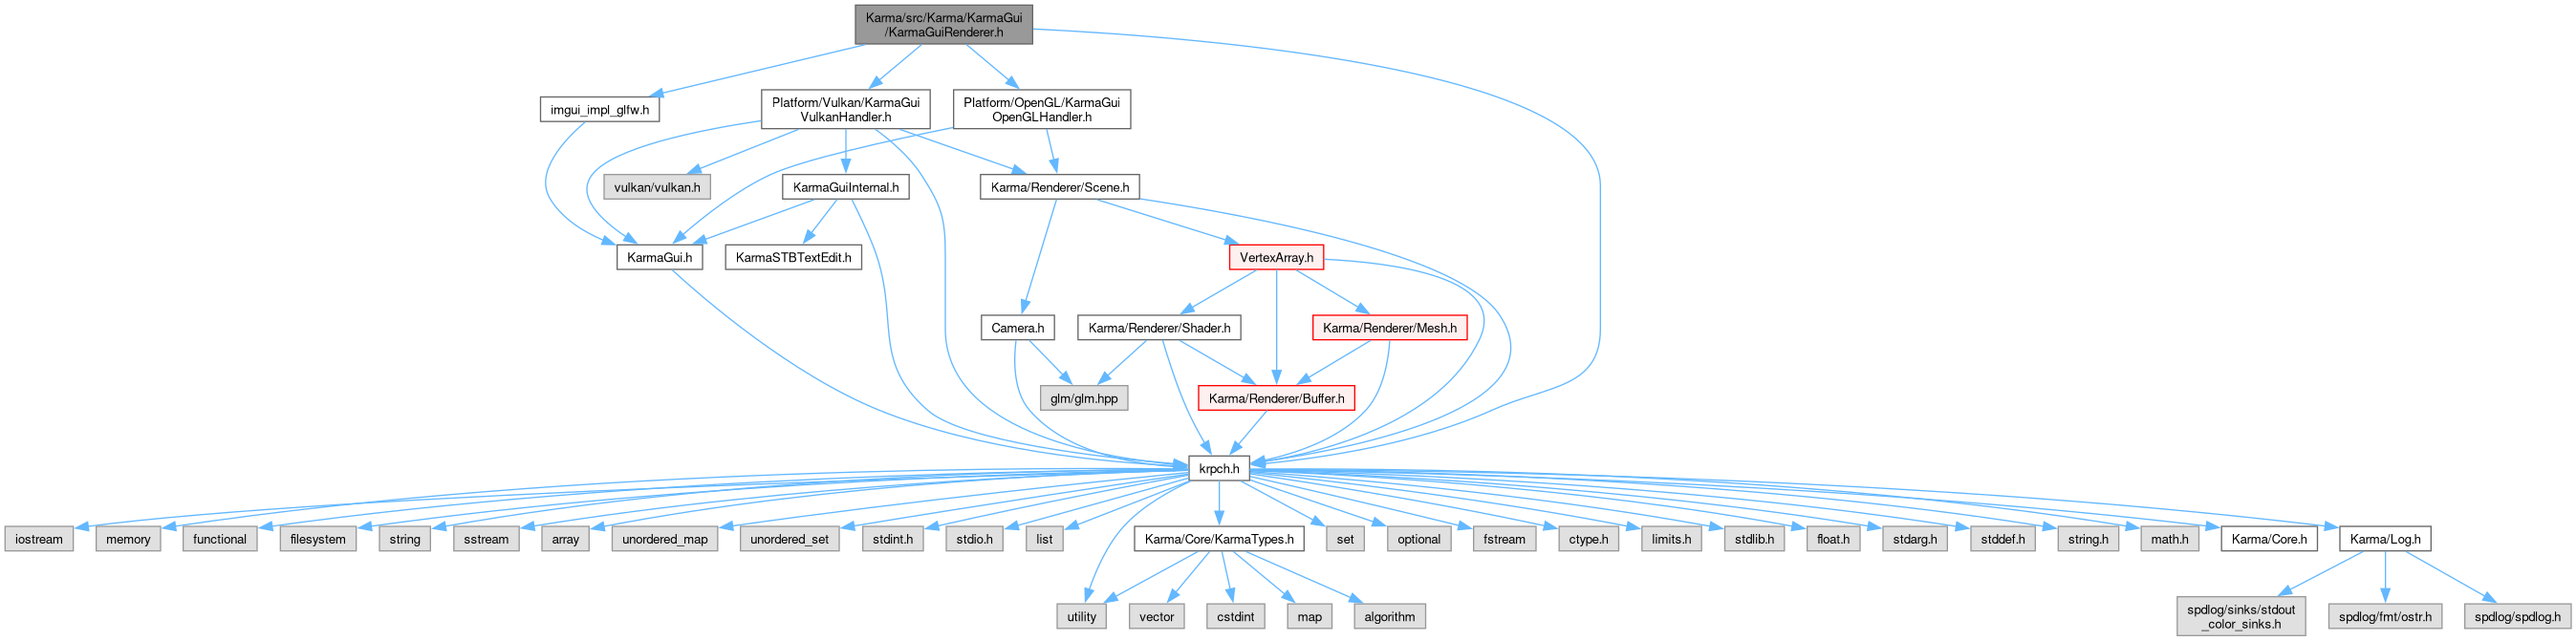 Karma/src/Karma/KarmaGui
/KarmaGuiRenderer.h
imgui_impl_glfw.h
Platform/Vulkan/KarmaGui
VulkanHandler.h
Platform/OpenGL/KarmaGui
OpenGLHandler.h
vulkan/vulkan.h
KarmaGuiInternal.h
Karma/Renderer/Scene.h
KarmaGui.h
KarmaSTBTextEdit.h
VertexArray.h
Camera.h
Karma/Renderer/Shader.h
Karma/Renderer/Mesh.h
glm/glm.hpp
Karma/Renderer/Buffer.h
krpch.h
iostream
memory
functional
filesystem
string
sstream
array
unordered_map
unordered_set
stdint.h
stdio.h
list
Karma/Core/KarmaTypes.h
set
optional
fstream
ctype.h
limits.h
stdlib.h
float.h
stdarg.h
stddef.h
string.h
math.h
Karma/Core.h
Karma/Log.h
utility
vector
cstdint
map
algorithm
spdlog/sinks/stdout
_color_sinks.h
spdlog/fmt/ostr.h
spdlog/spdlog.h